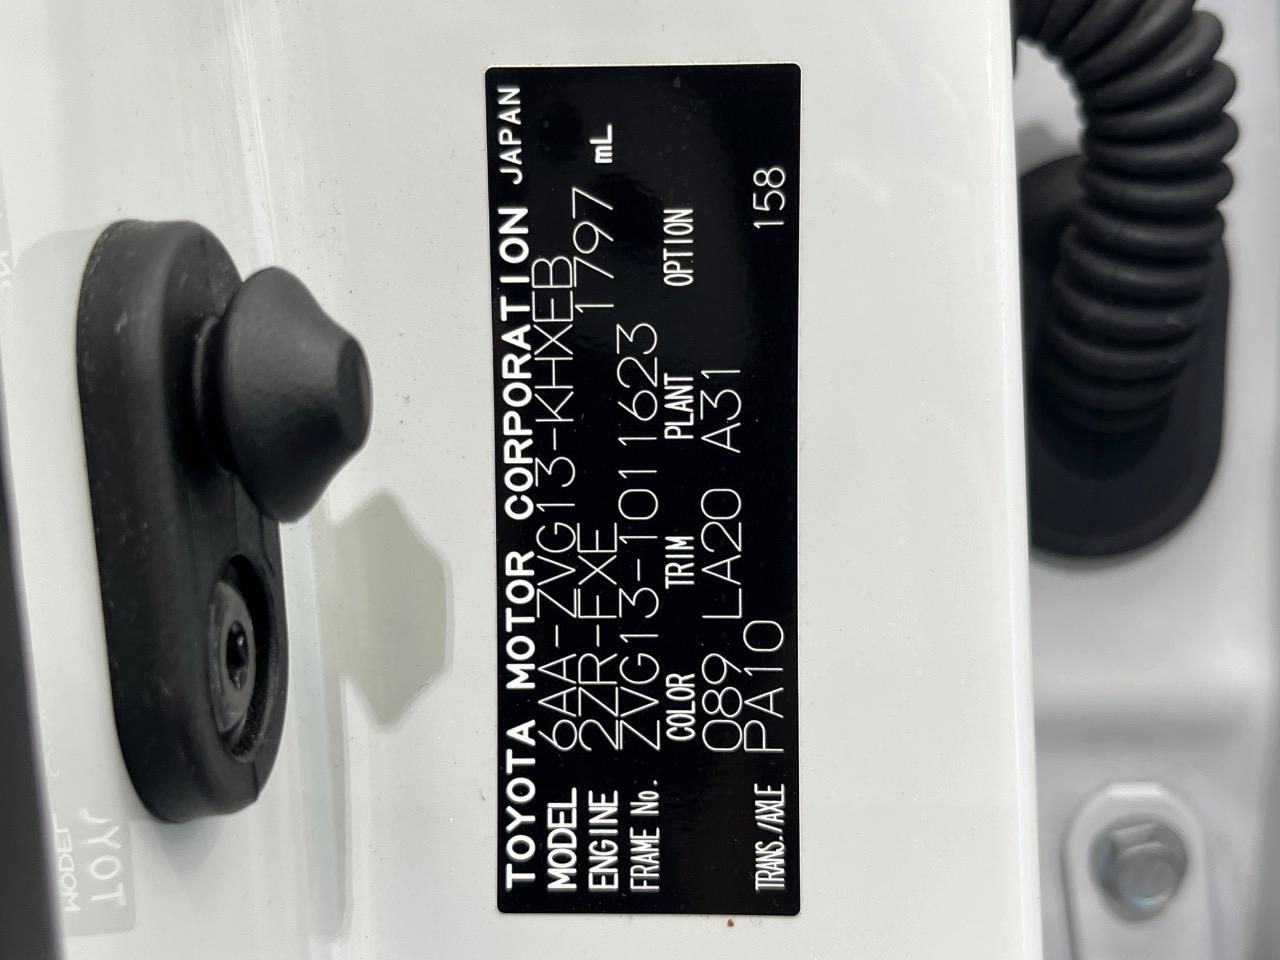 TOYOTA MOTOR CORPORATION JAPAN
MODEL 6AA-ZVG13-KHXEB
ENGINE 2ZR-FXE 1797 mL
FRAME No. ZVG13-1011623
COLOR TRIM PLANT OPTION
089 LA20 A31
TRANS./AXLE PA10 158